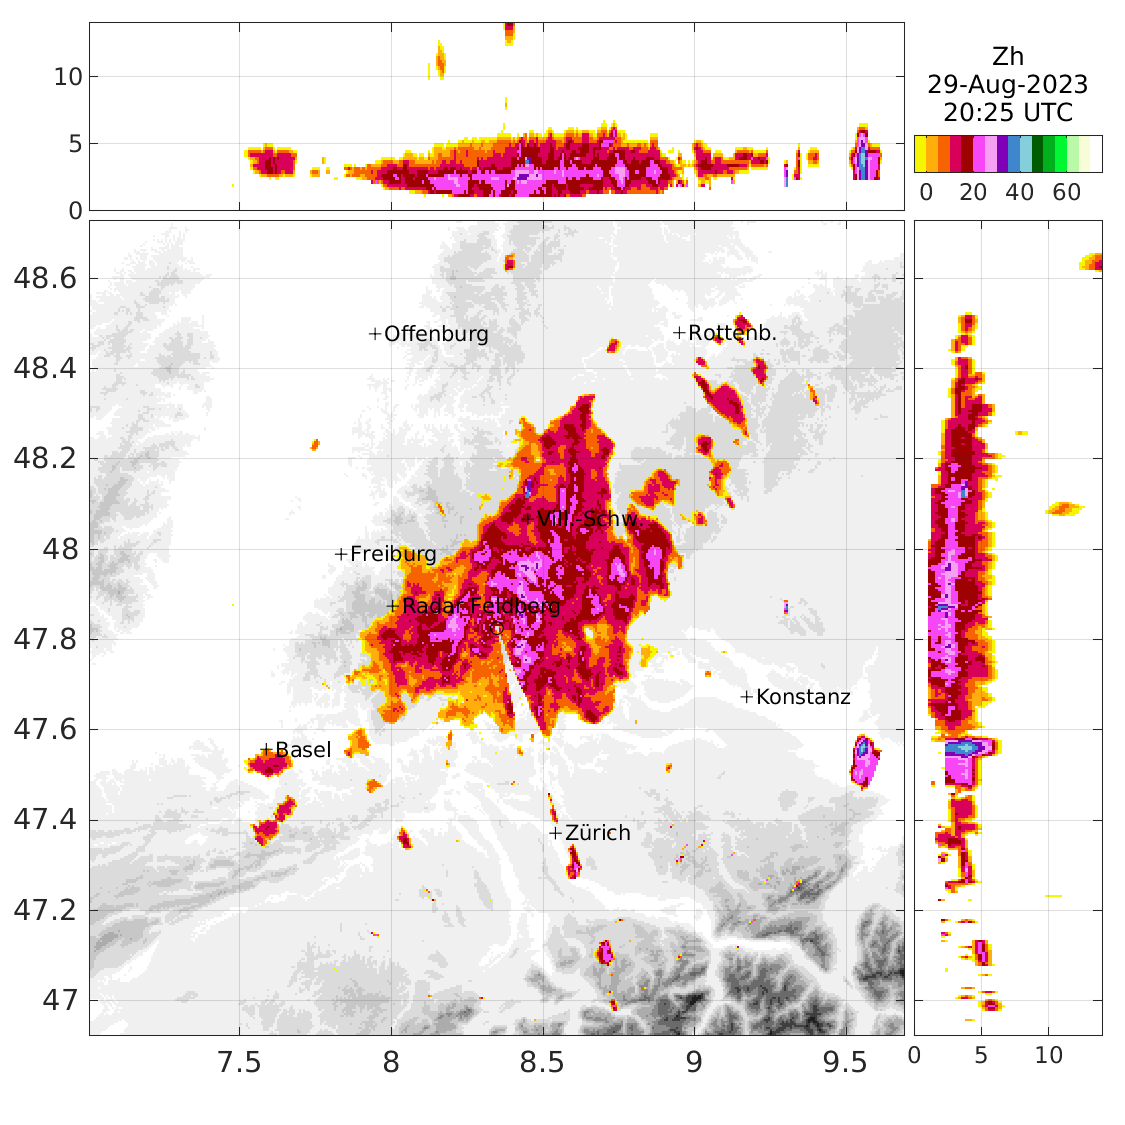 10
5
0
Zh
29-Aug-2023
20:25 UTC
0 20 40 60
48.6
48.4
48.2
48
47.8
47.6
47.4
47.2
47
+Offenburg
+Rottenb.
+Vill.-Schw.
+Freiburg
+Radar Feldberg
+Konstanz
+Basel
+Zürich
7.5 8 8.5 9 9.5
0 5 10